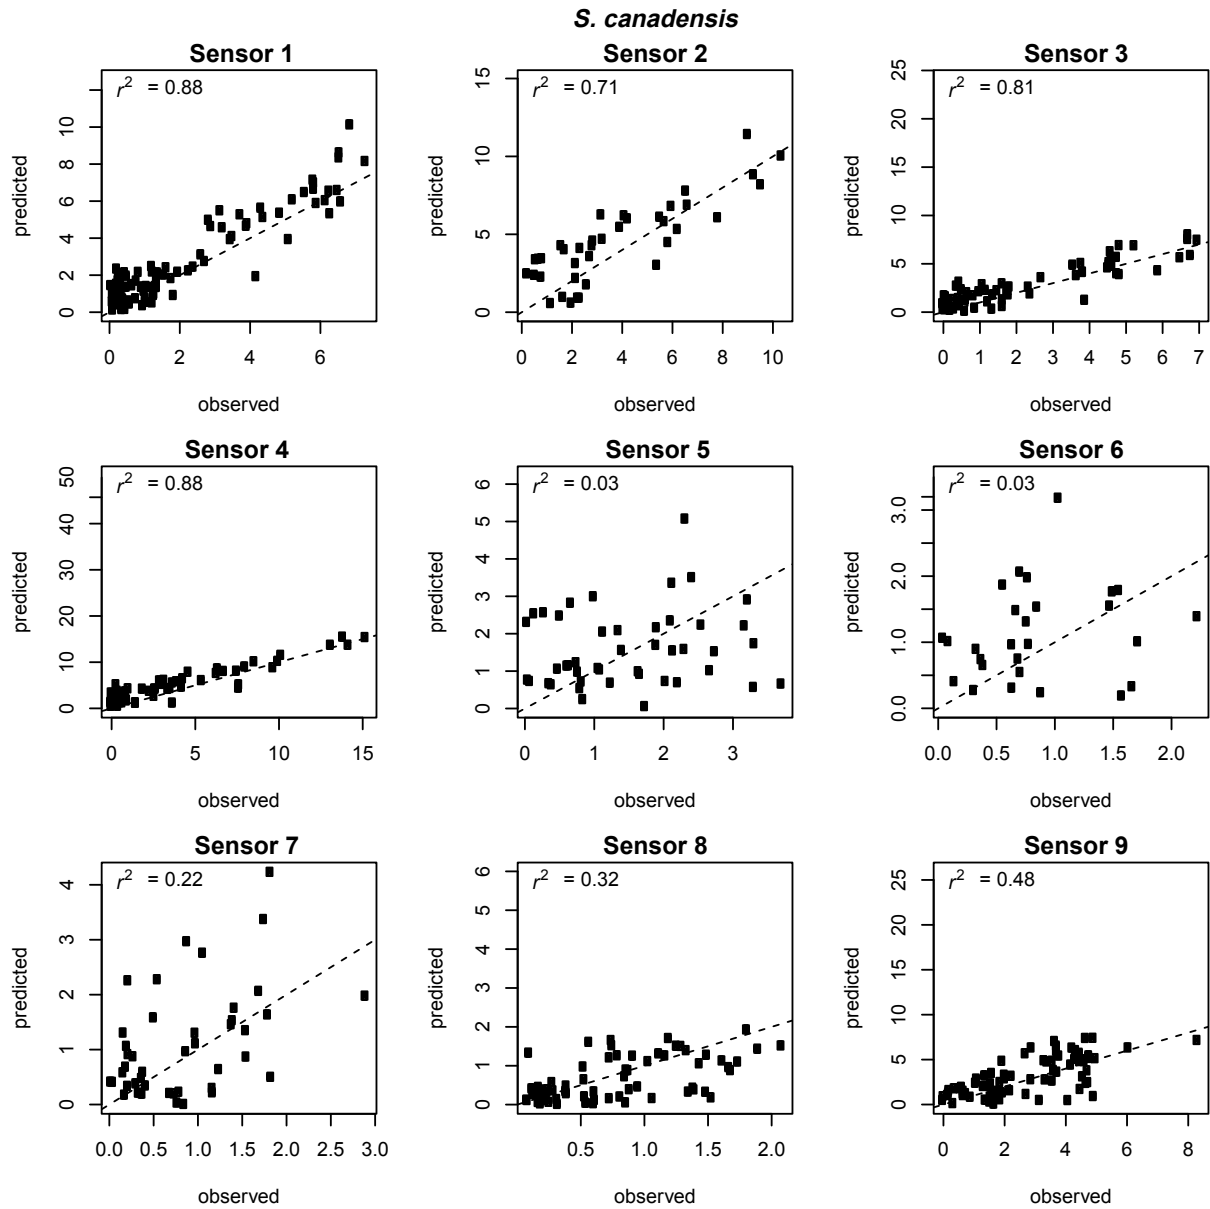 S. canadensis
Sensor 1
r² = 0.88
predicted
0 2 4 6 8 10
0 2 4 6
observed
Sensor 2
r² = 0.71
predicted
0 5 10 15
0 2 4 6 8 10
observed
Sensor 3
r² = 0.81
predicted
0 5 10 15 20 25
0 1 2 3 4 5 6 7
observed
Sensor 4
r² = 0.88
predicted
0 10 20 30 40 50
0 5 10 15
observed
Sensor 5
r² = 0.03
predicted
0 1 2 3 4 5 6
0 1 2 3
observed
Sensor 6
r² = 0.03
predicted
0.0 1.0 2.0 3.0
0.0 0.5 1.0 1.5 2.0
observed
Sensor 7
r² = 0.22
predicted
0 1 2 3 4
0.0 0.5 1.0 1.5 2.0 2.5 3.0
observed
Sensor 8
r² = 0.32
predicted
0 1 2 3 4 5 6
0.5 1.0 1.5 2.0
observed
Sensor 9
r² = 0.48
predicted
0 5 10 15 20 25
0 2 4 6 8
observed